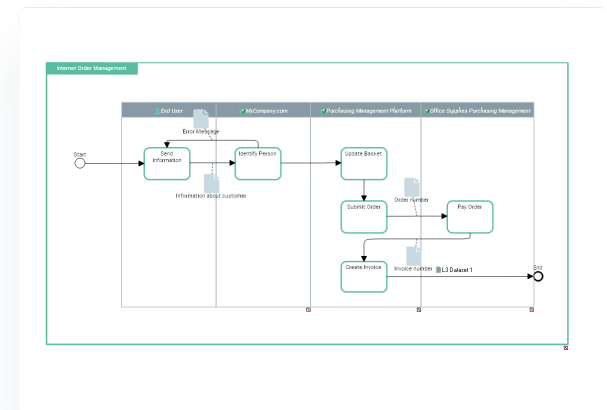 Internet Order Management
End User
MyCompany.com
Purchasing Management Platform
Office Supplies Purchasing Management
Error Message
Start
Send
Information
Identify Person
Update Basket
Information about customer
Order number
Submit Order
Pay Order
Create Invoice
Invoice number
L3 Dataset 1
End